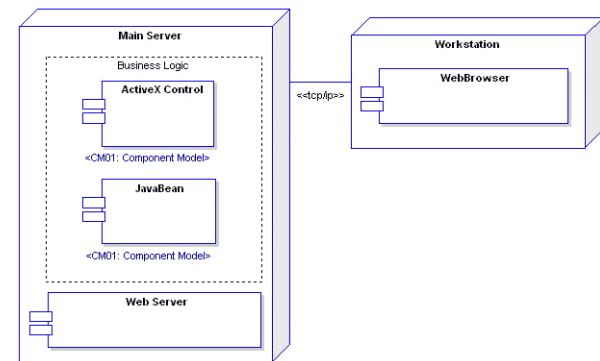 Main Server
Workstation
Business Logic
ActiveX Control
WebBrowser
<<tcp/ip>>
<CM01: Component Model>
JavaBean
<CM01: Component Model>
Web Server